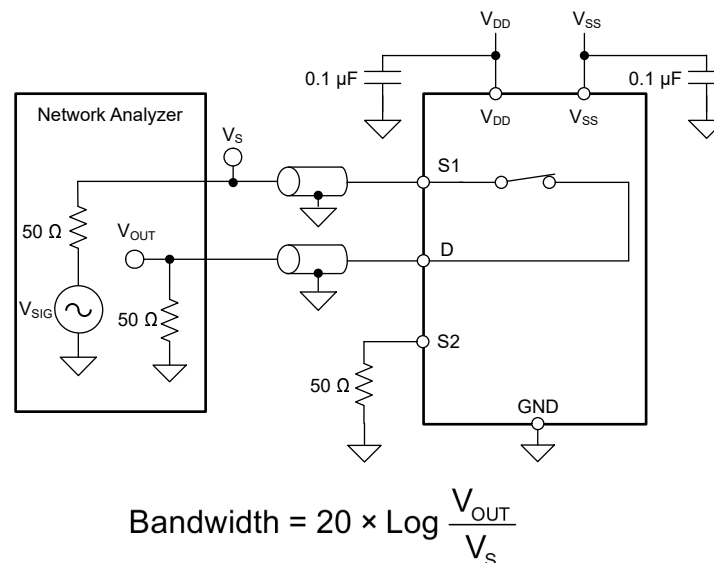 V_DD
V_SS
0.1 µF
0.1 µF
Network Analyzer
V_DD
V_SS
V_S
S1
50 Ω
V_OUT
D
V_SIG
50 Ω
S2
50 Ω
GND
Bandwidth = 20 × Log V_OUT / V_S